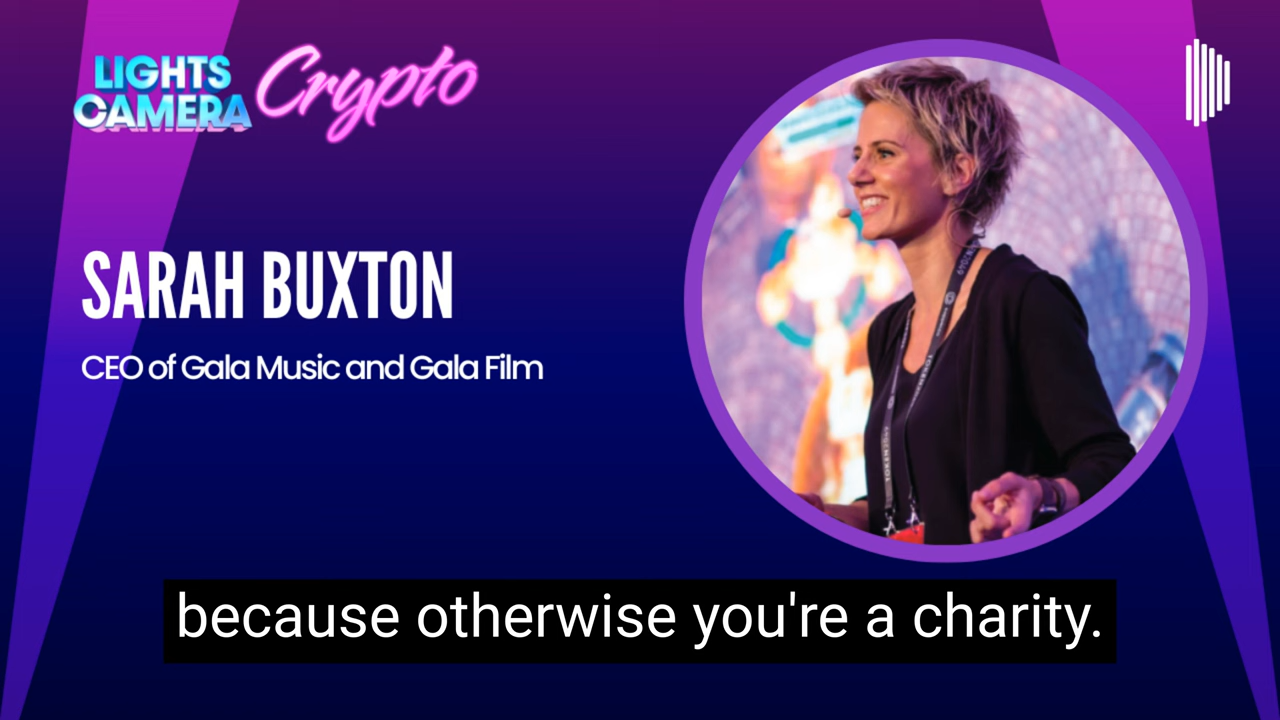 LIGHTS
CAMERA
Crypto
SARAH BUXTON
CEO of Gala Music and Gala Film
because otherwise you're a charity.